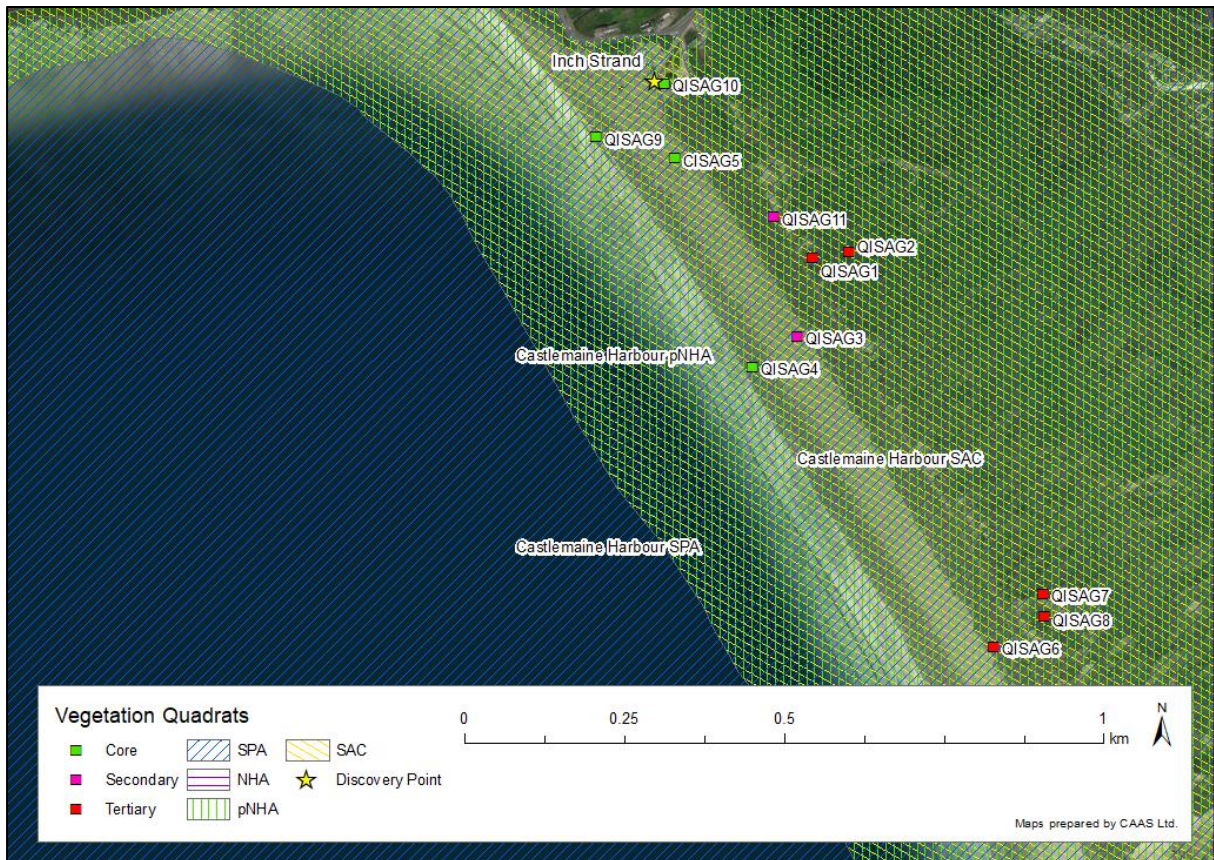 Inch Strand
QISAG10
QISAG9
CISAG5
QISAG11
QISAG2
QISAG1
QISAG3
Castlemaine Harbour pNHA
QISAG4
Castlemaine Harbour SAC
Castlemaine Harbour SPA
QISAG7
QISAG8
QISAG6
Vegetation Quadrats
Core
SPA
SAC
Secondary
NHA
Discovery Point
Tertiary
pNHA
0 0.25 0.5 1
km
N
Maps prepared by CAAS Ltd.